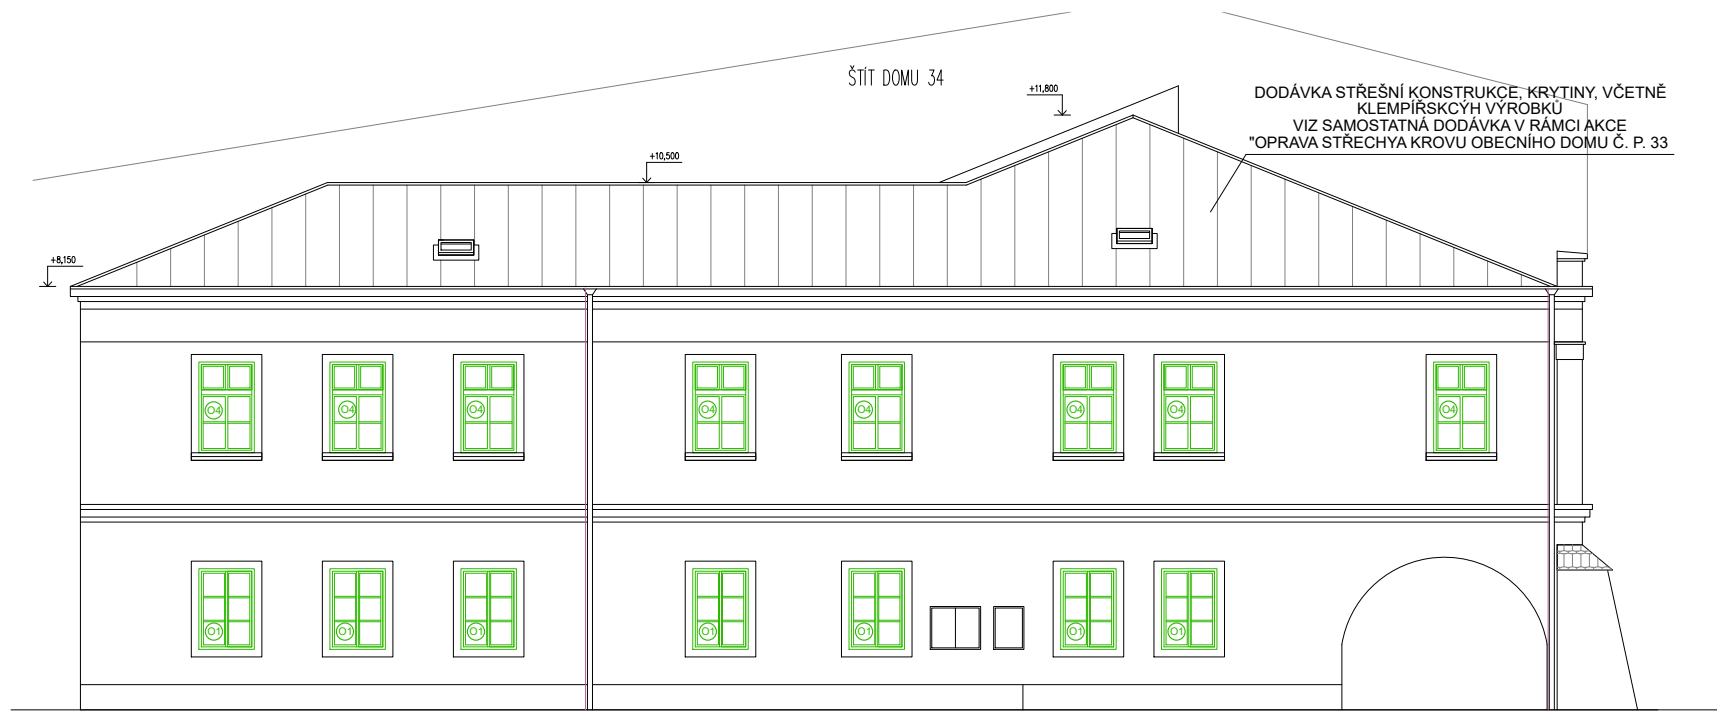 ŠTÍT DOMU 34
+11,800
DODÁVKA STŘEŠNÍ KONSTRUKCE, KRYTINY, VČETNĚ
KLEMPÍŘSKCÝH VÝROBKŮ
VIZ SAMOSTATNÁ DODÁVKA V RÁMCI AKCE
"OPRAVA STŘECHYA KROVU OBECNÍHO DOMU Č. P. 33
+10,500
+8,150
O4 O4 O4 O4 O4 O4 O4 O4
O1 O1 O1 O1 O1 O1 O1